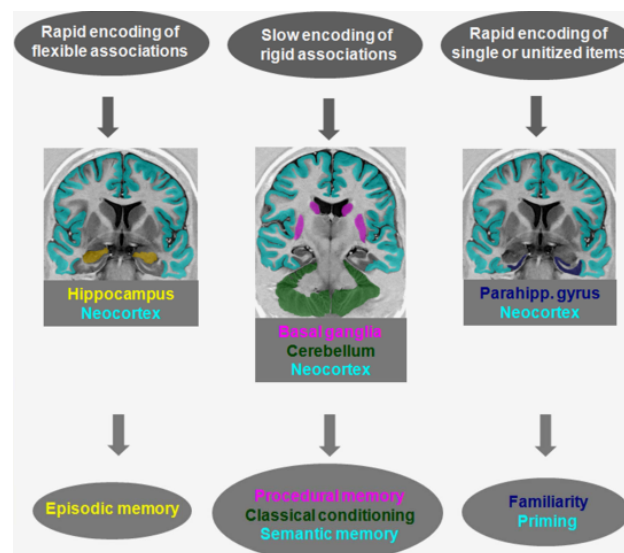 Rapid encoding of
flexible associations
Slow encoding of
rigid associations
Rapid encoding of
single or unitized items
Hippocampus
Neocortex
Basal ganglia
Cerebellum
Neocortex
Parahipp. gyrus
Neocortex
Episodic memory
Procedural memory
Classical conditioning
Semantic memory
Familiarity
Priming